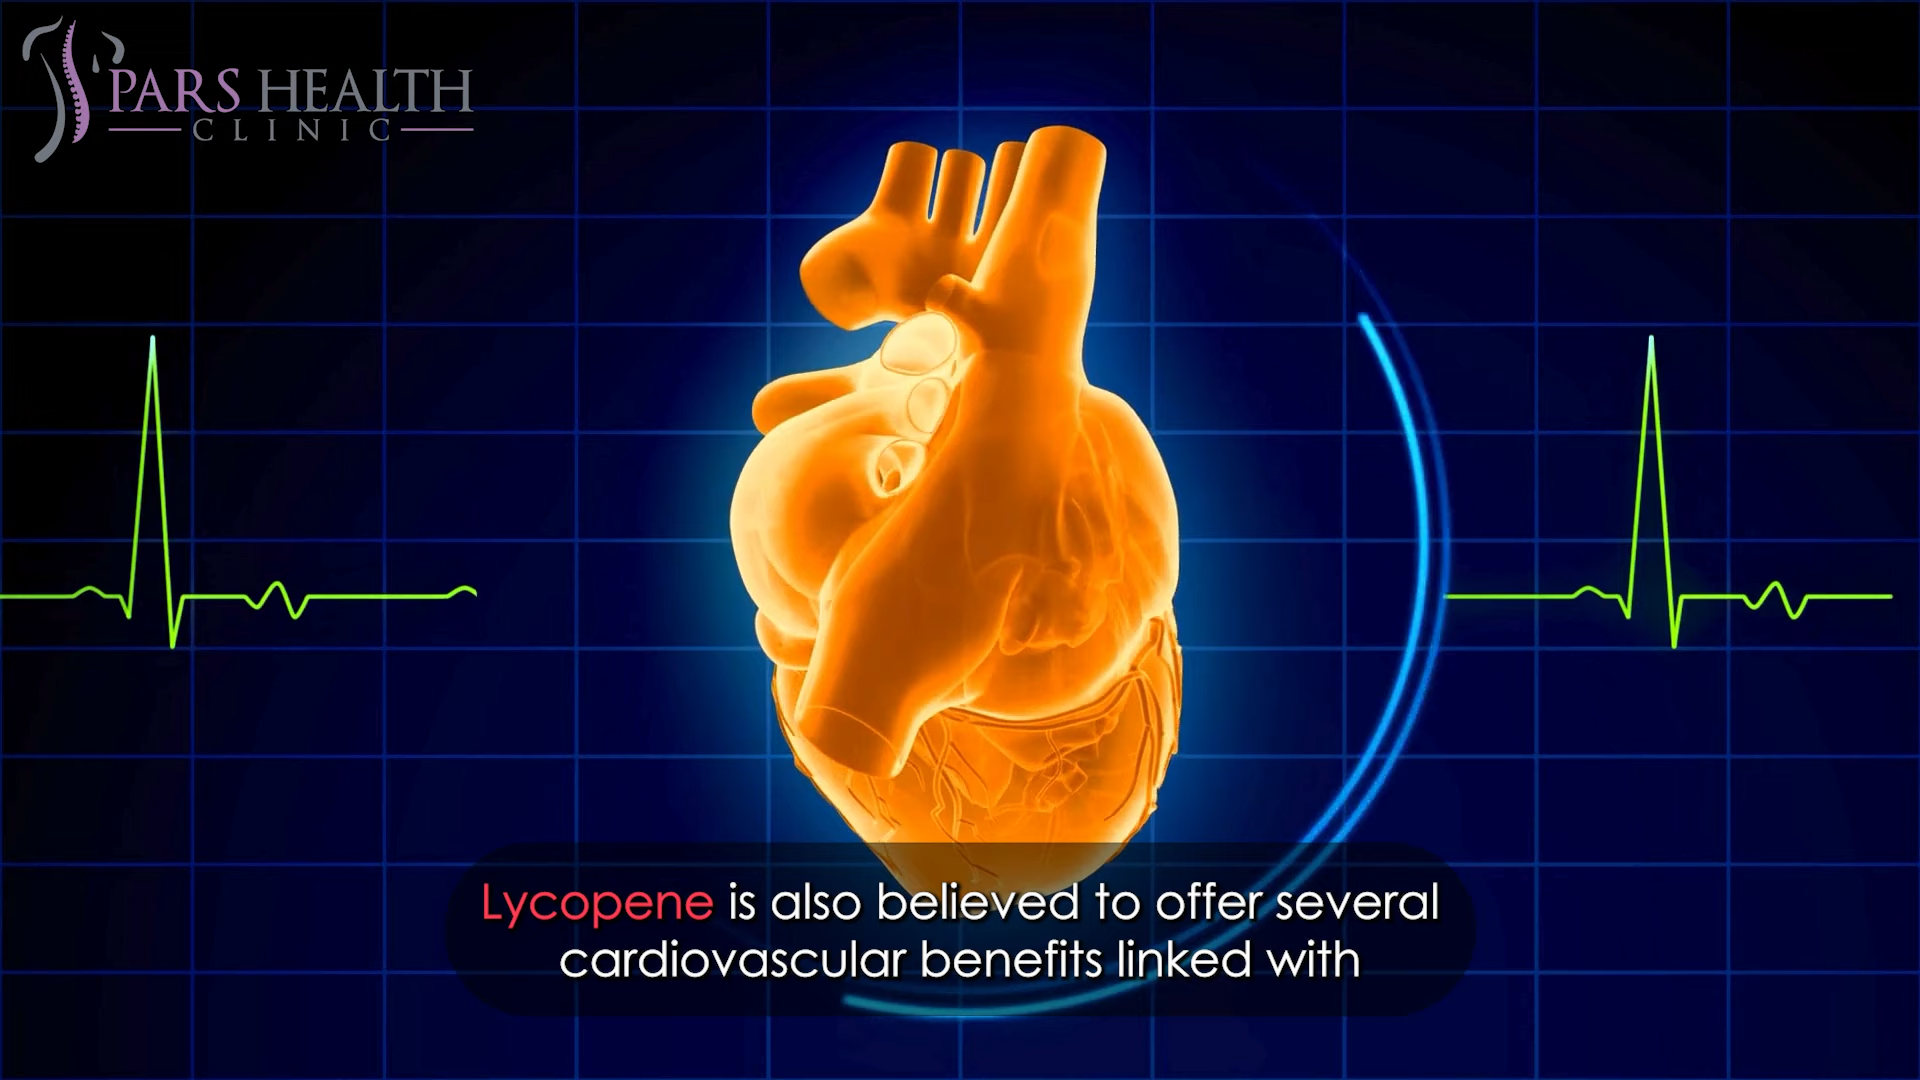 PARS HEALTH
CLINIC
Lycopene is also believed to offer several
cardiovascular benefits linked with